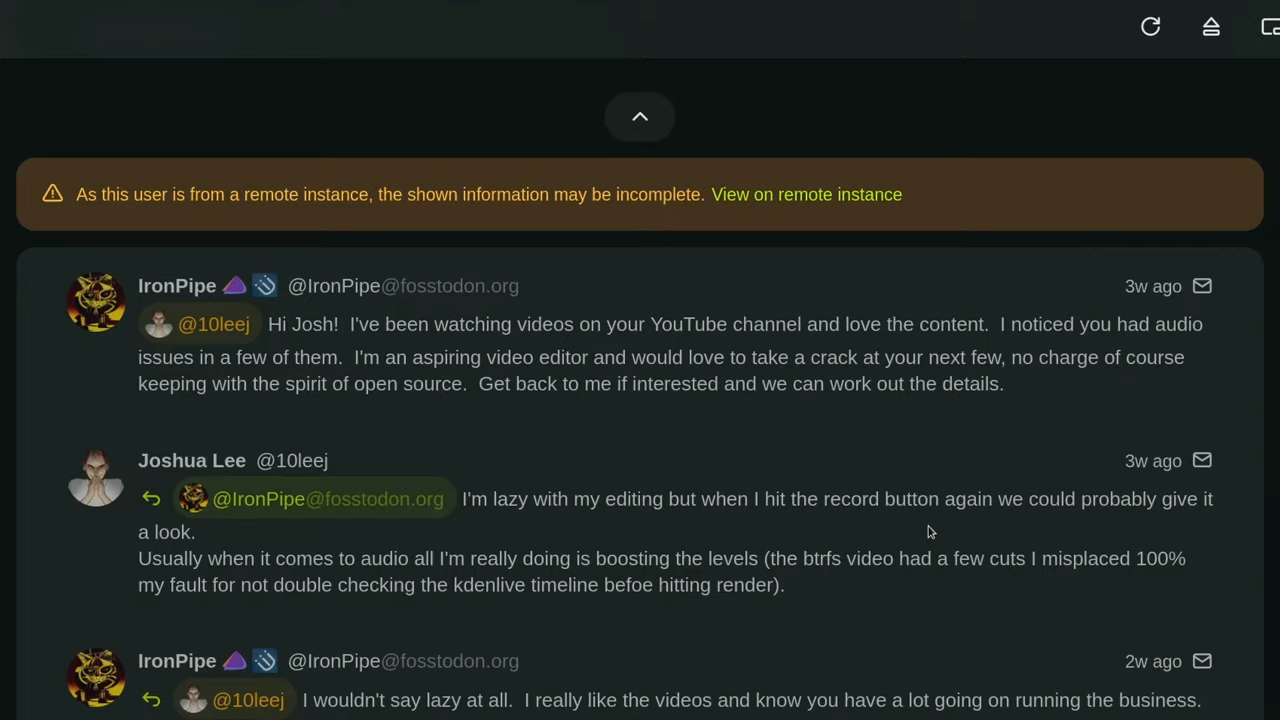 As this user is from a remote instance, the shown information may be incomplete. View on remote instance
IronPipe @IronPipe@fosstodon.org 3w ago
@10leej Hi Josh!  I've been watching videos on your YouTube channel and love the content.  I noticed you had audio
issues in a few of them.  I'm an aspiring video editor and would love to take a crack at your next few, no charge of course
keeping with the spirit of open source.  Get back to me if interested and we can work out the details.
Joshua Lee @10leej 3w ago
@IronPipe@fosstodon.org I'm lazy with my editing but when I hit the record button again we could probably give it
a look.
Usually when it comes to audio all I'm really doing is boosting the levels (the btrfs video had a few cuts I misplaced 100%
my fault for not double checking the kdenlive timeline befoe hitting render).
IronPipe @IronPipe@fosstodon.org 2w ago
@10leej I wouldn't say lazy at all.  I really like the videos and know you have a lot going on running the business.